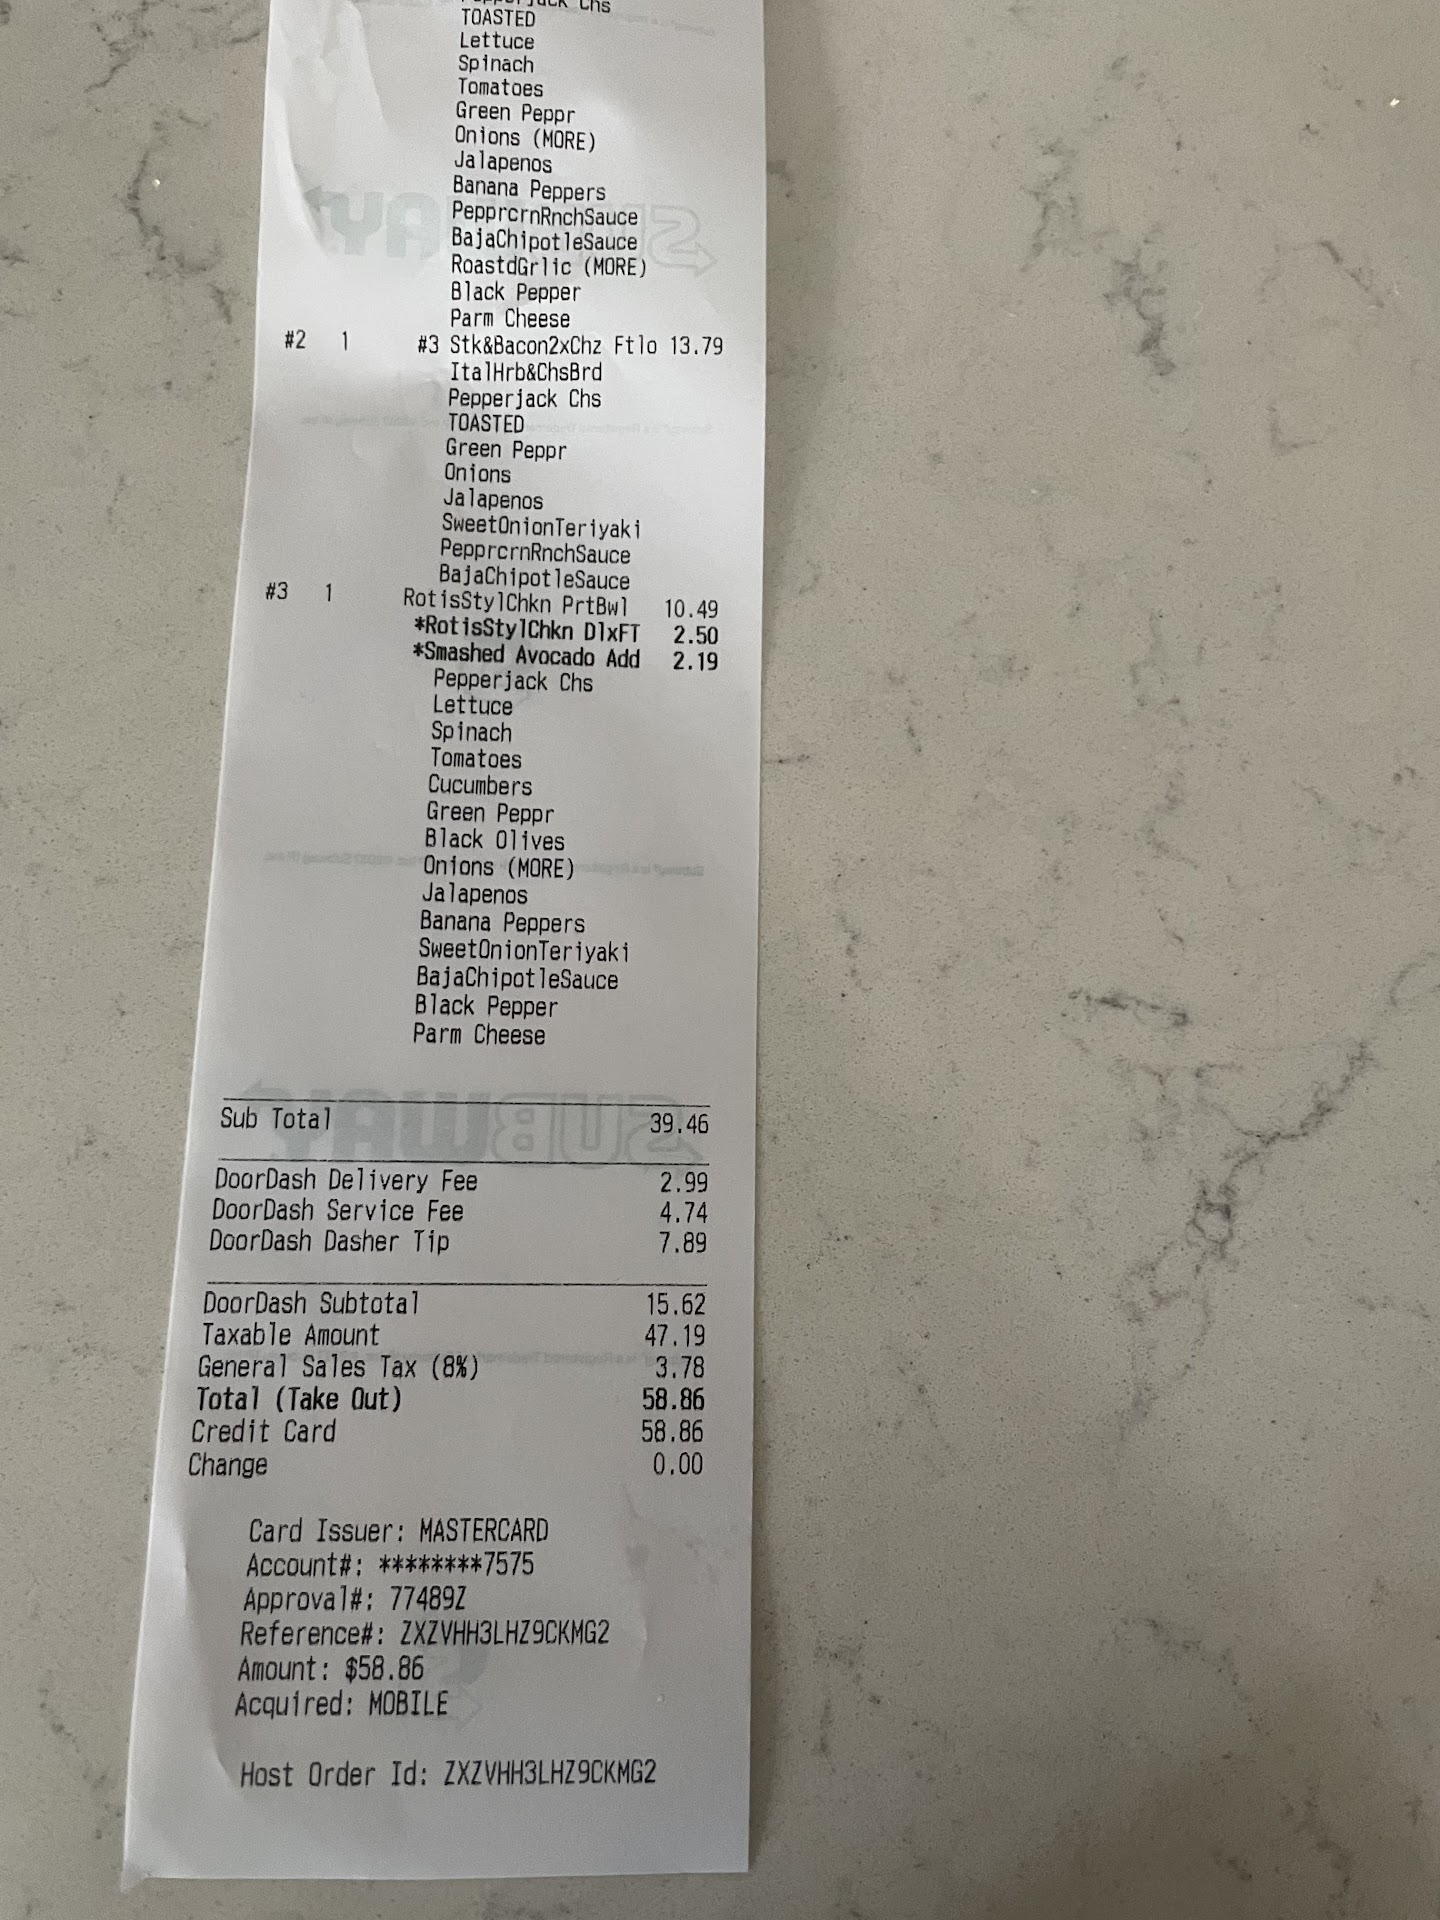 Pepperjack Chs
TOASTED
Lettuce
Spinach
Tomatoes
Green Peppr
Onions (MORE)
Jalapenos
Banana Peppers
PepprcrnRnchSauce
BajaChipotleSauce
RoastdGrlic (MORE)
Black Pepper
Parm Cheese
#2 1 #3 Stk&Bacon2xChz Ftlo 13.79
ItalHrb&ChsBrd
Pepperjack Chs
TOASTED
Green Peppr
Onions
Jalapenos
SweetOnionTeriyaki
PepprcrnRnchSauce
BajaChipotleSauce
#3 1 RotisStylChkn PrtBwl 10.49
*RotisStylChkn DlxFT 2.50
*Smashed Avocado Add 2.19
Pepperjack Chs
Lettuce
Spinach
Tomatoes
Cucumbers
Green Peppr
Black Olives
Onions (MORE)
Jalapenos
Banana Peppers
SweetOnionTeriyaki
BajaChipotleSauce
Black Pepper
Parm Cheese
SUBWAY
Sub Total 39.46
DoorDash Delivery Fee 2.99
DoorDash Service Fee 4.74
DoorDash Dasher Tip 7.89
DoorDash Subtotal 15.62
Taxable Amount 47.19
General Sales Tax (8%) 3.78
Total (Take Out) 58.86
Credit Card 58.86
Change 0.00
Card Issuer: MASTERCARD
Account#: ********7575
Approval#: 77489Z
Reference#: ZXZVHH3LHZ9CKMG2
Amount: $58.86
Acquired: MOBILE
Host Order Id: ZXZVHH3LHZ9CKMG2